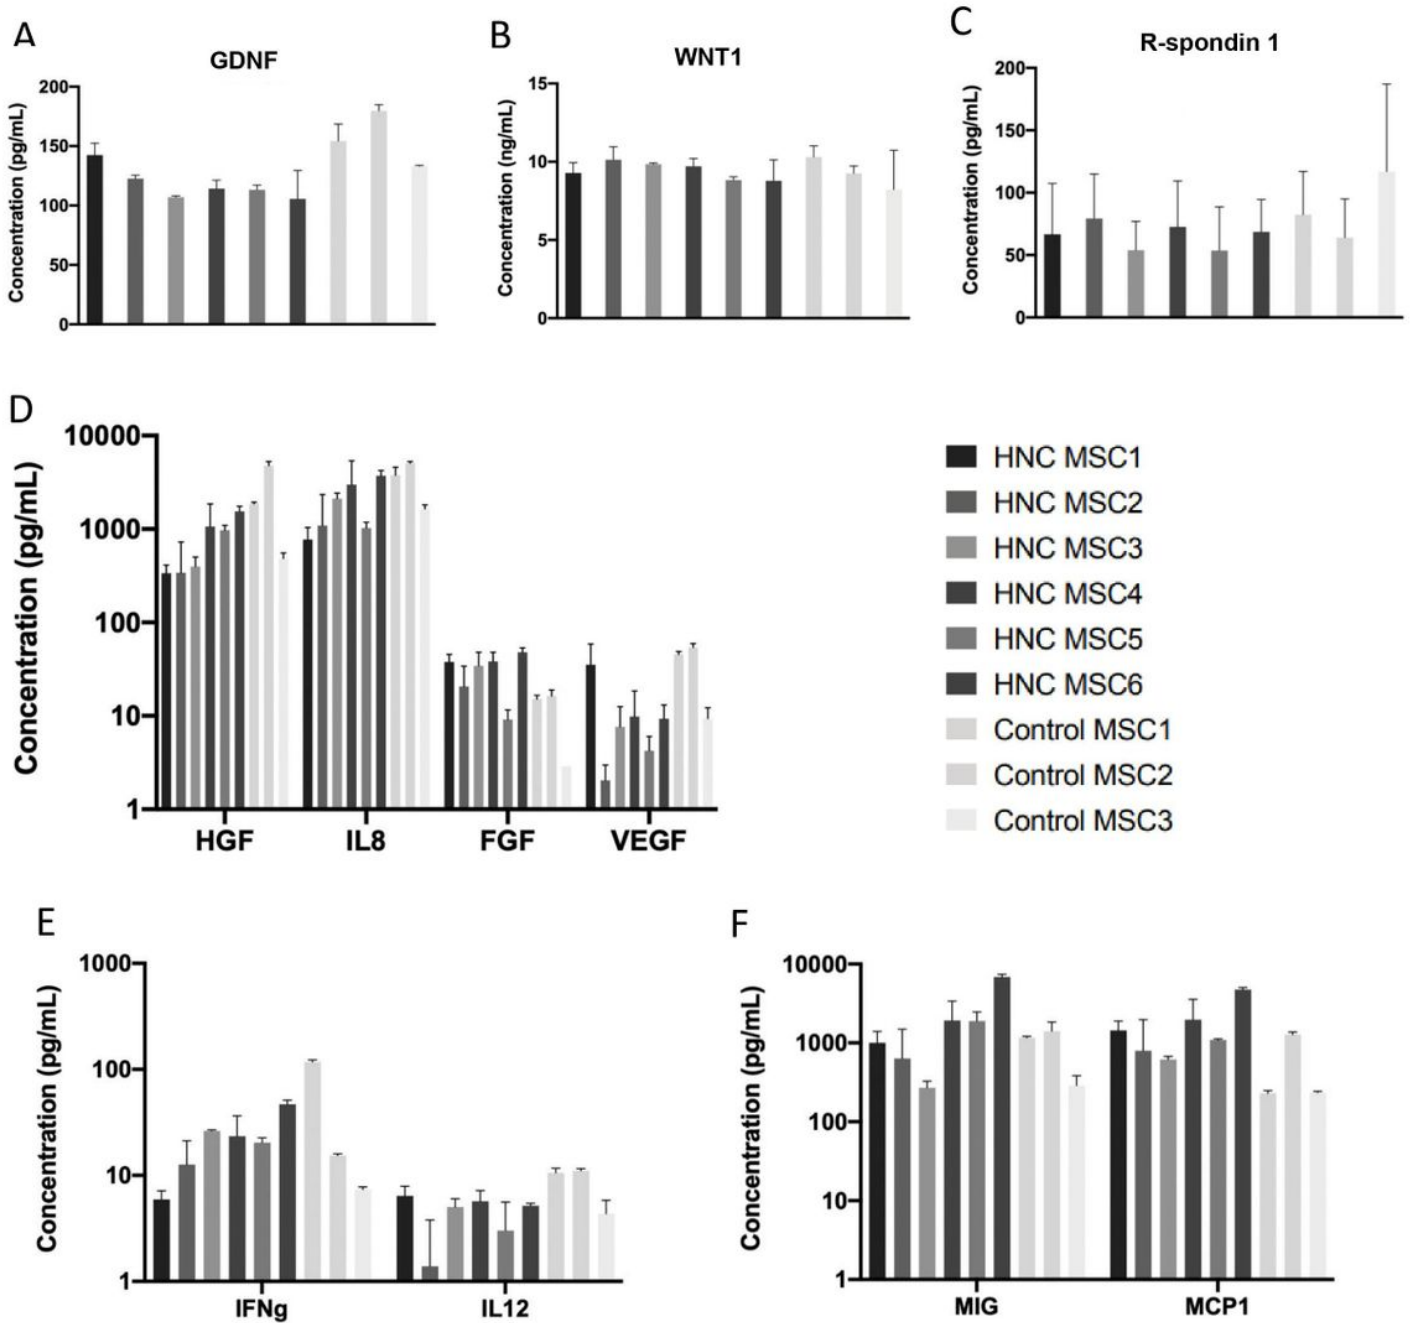 A
GDNF
Concentration (pg/mL)
200
150
100
50
0
B
WNT1
Concentration (ng/mL)
15
10
5
0
C
R-spondin 1
Concentration (pg/mL)
200
150
100
50
0
D
Concentration (pg/mL)
10000
1000
100
10
1
HGF IL8 FGF VEGF
HNC MSC1
HNC MSC2
HNC MSC3
HNC MSC4
HNC MSC5
HNC MSC6
Control MSC1
Control MSC2
Control MSC3
E
Concentration (pg/mL)
1000
100
10
1
IFNg IL12
F
Concentration (pg/mL)
10000
1000
100
10
1
MIG MCP1